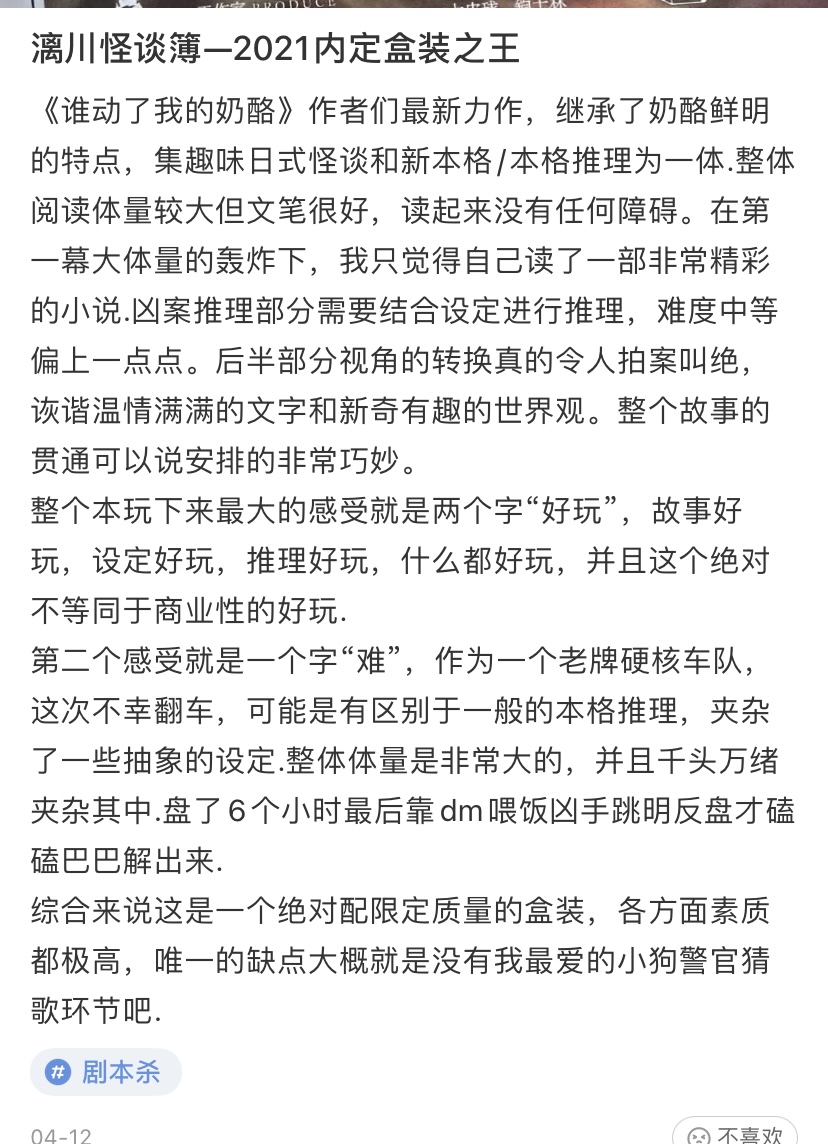 PRODUCE
漓川怪谈簿—2021内定盒装之王
《谁动了我的奶酪》作者们最新力作，继承了奶酪鲜明
的特点，集趣味日式怪谈和新本格/本格推理为一体.整体
阅读体量较大但文笔很好，读起来没有任何障碍。在第
一幕大体量的轰炸下，我只觉得自己读了一部非常精彩
的小说.凶案推理部分需要结合设定进行推理，难度中等
偏上一点点。后半部分视角的转换真的令人拍案叫绝，
诙谐温情满满的文字和新奇有趣的世界观。整个故事的
贯通可以说安排的非常巧妙。
整个本玩下来最大的感受就是两个字“好玩”，故事好
玩，设定好玩，推理好玩，什么都好玩，并且这个绝对
不等同于商业性的好玩.
第二个感受就是一个字“难”，作为一个老牌硬核车队，
这次不幸翻车，可能是有区别于一般的本格推理，夹杂
了一些抽象的设定.整体体量是非常大的，并且千头万绪
夹杂其中.盘了6个小时最后靠dm喂饭凶手跳明反盘才磕
磕巴巴解出来.
综合来说这是一个绝对配限定质量的盒装，各方面素质
都极高，唯一的缺点大概就是没有我最爱的小狗警官猜
歌环节吧.
# 剧本杀
04-12
不喜欢